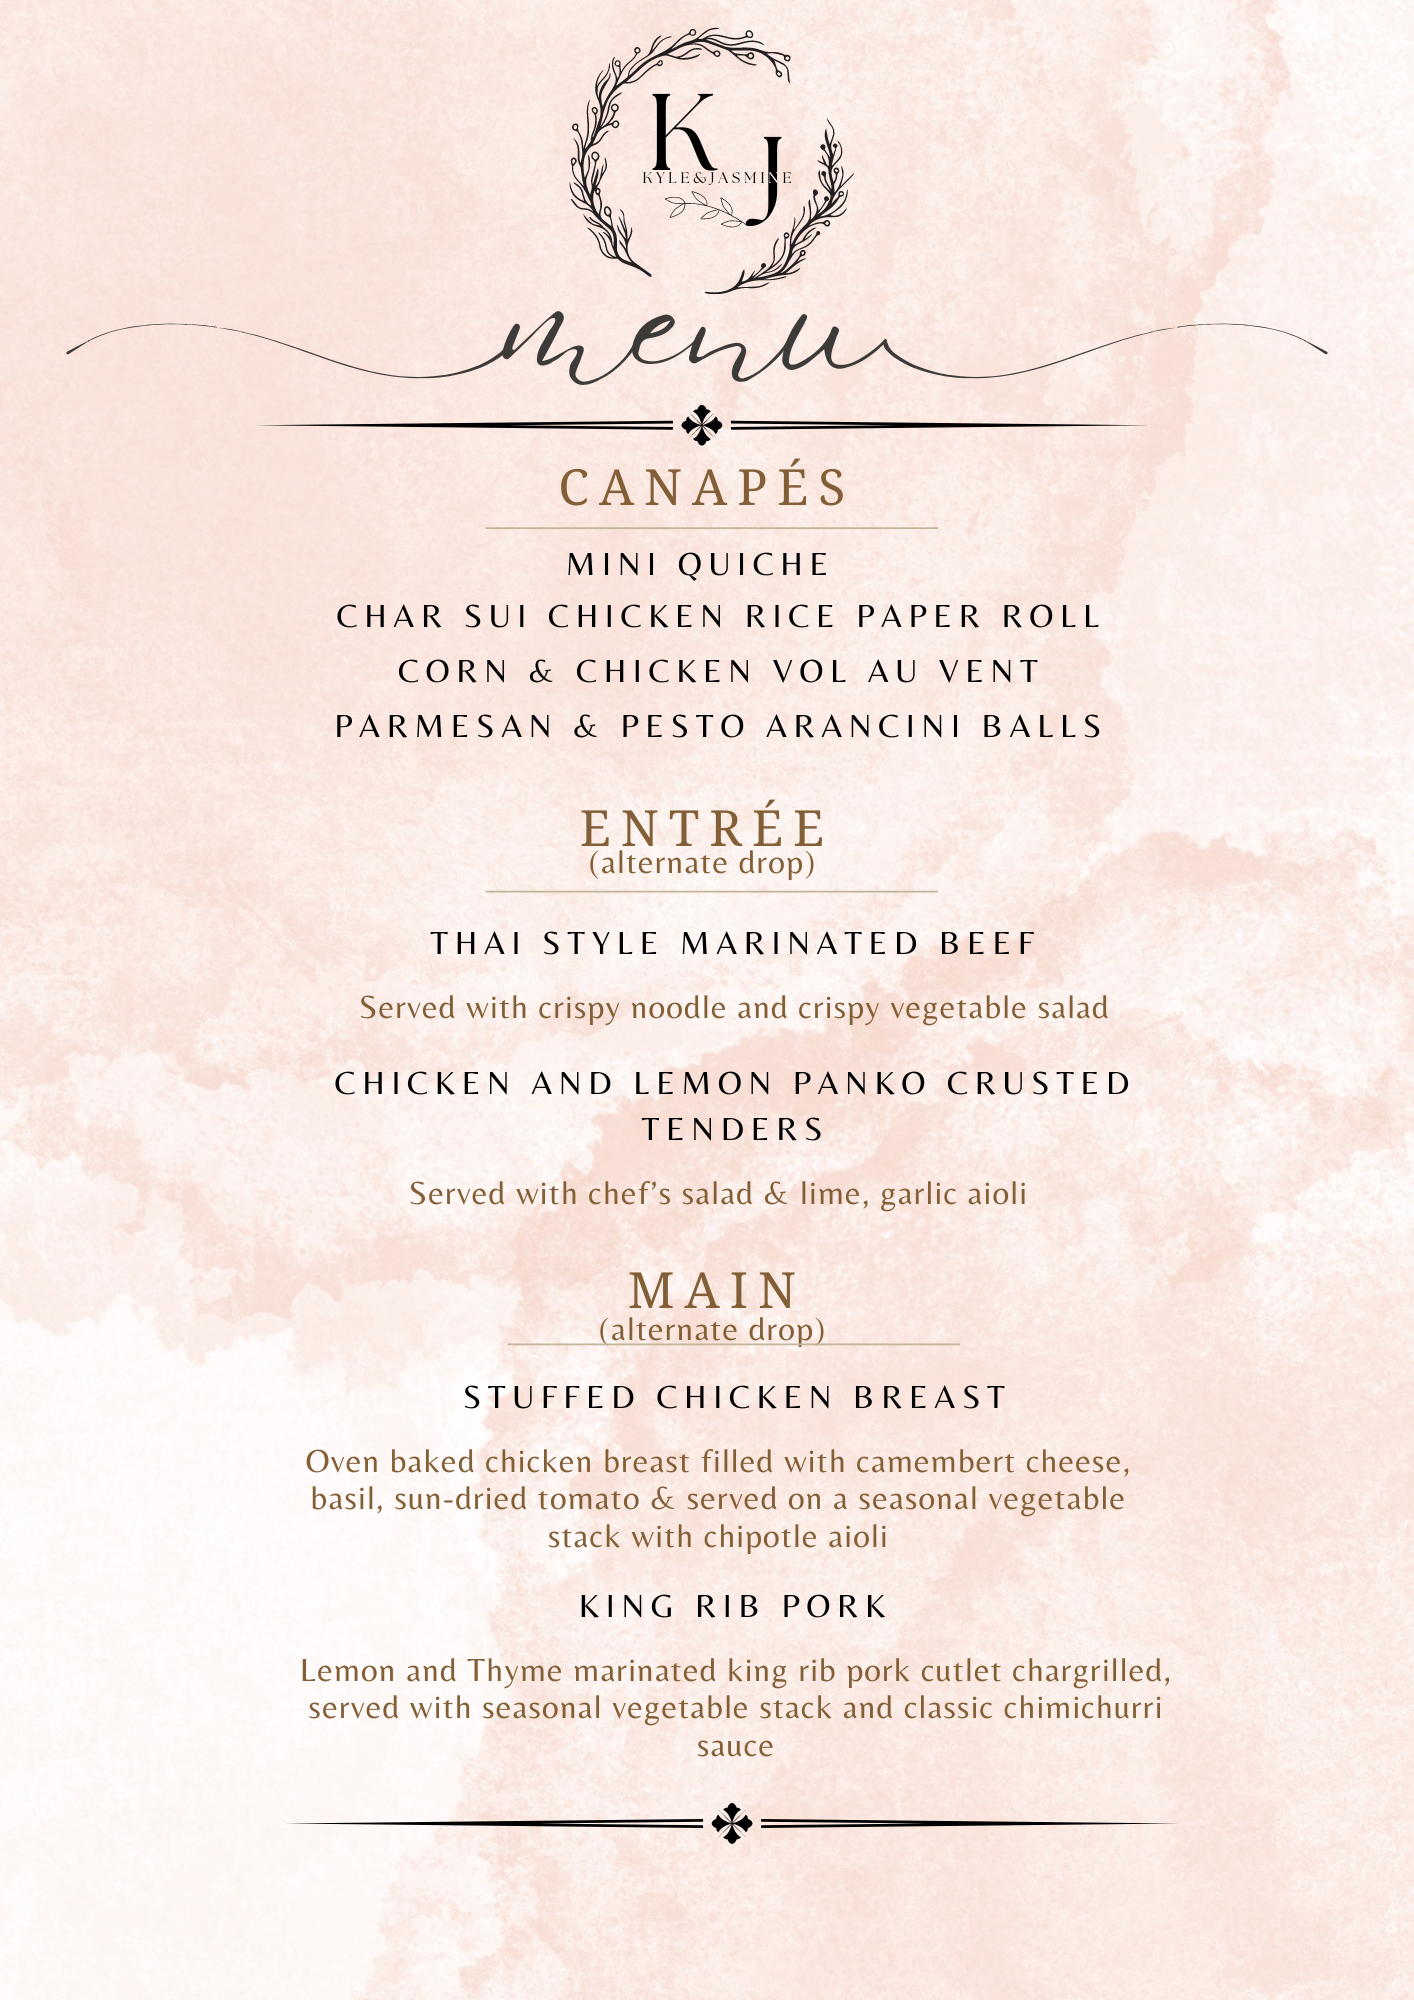 K J
KYLE&JASMINE
menu
CANAPÉS
MINI QUICHE
CHAR SUI CHICKEN RICE PAPER ROLL
CORN & CHICKEN VOL AU VENT
PARMESAN & PESTO ARANCINI BALLS
ENTRÉE
(alternate drop)
THAI STYLE MARINATED BEEF
Served with crispy noodle and crispy vegetable salad
CHICKEN AND LEMON PANKO CRUSTED
TENDERS
Served with chef’s salad & lime, garlic aioli
MAIN
(alternate drop)
STUFFED CHICKEN BREAST
Oven baked chicken breast filled with camembert cheese,
basil, sun-dried tomato & served on a seasonal vegetable
stack with chipotle aioli
KING RIB PORK
Lemon and Thyme marinated king rib pork cutlet chargrilled,
served with seasonal vegetable stack and classic chimichurri
sauce